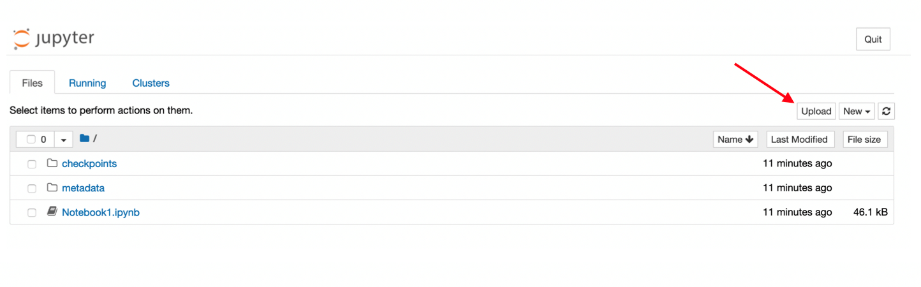 jupyter
Quit
Files Running Clusters
Select items to perform actions on them.
Upload New
0 / Name Last Modified File size
checkpoints 11 minutes ago
metadata 11 minutes ago
Notebook1.ipynb 11 minutes ago 46.1 kB